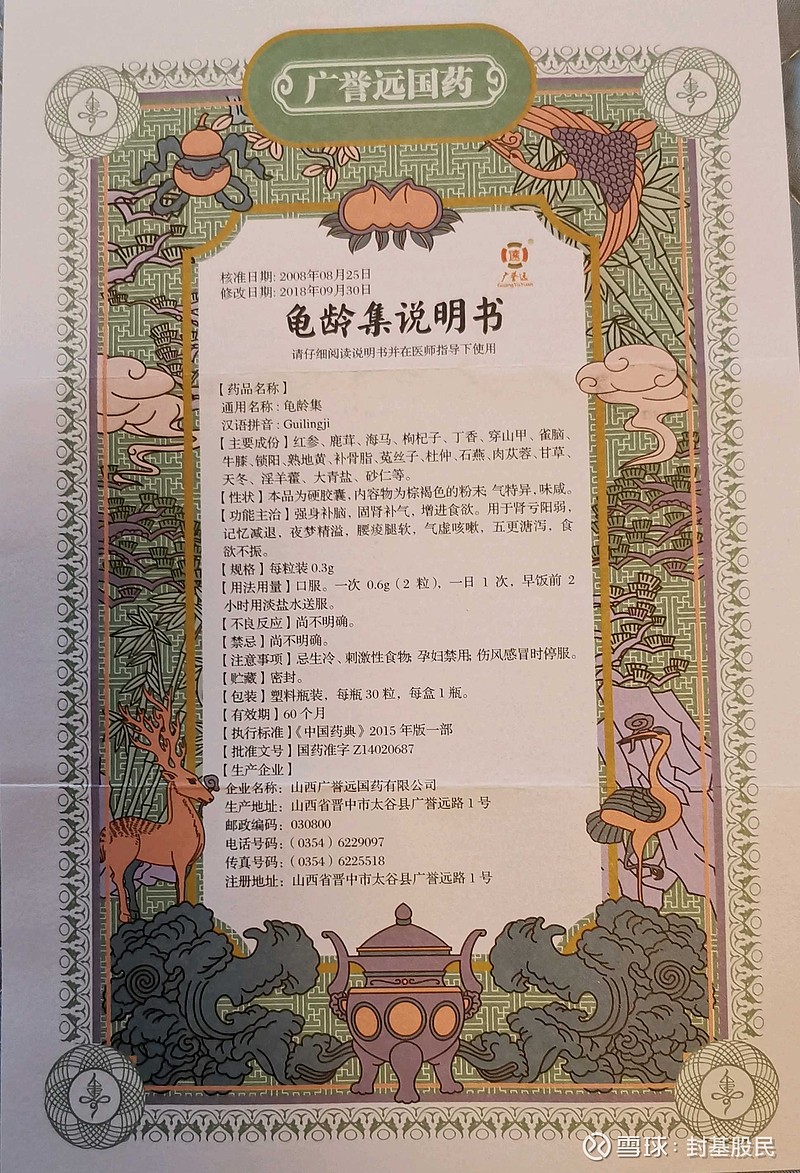 广誉远国药
广誉远
GuangYuYuan
核准日期: 2008年08月25日
修改日期: 2018年09月30日
龟龄集说明书
请仔细阅读说明书并在医师指导下使用
【药品名称】
通用名称: 龟龄集
汉语拼音: Guilingji
【主要成份】红参、鹿茸、海马、枸杞子、丁香、穿山甲、雀脑、
牛膝、锁阳、熟地黄、补骨脂、菟丝子、杜仲、石燕、肉苁蓉、甘草、
天冬、淫羊藿、大青盐、砂仁等。
【性状】本品为硬胶囊,内容物为棕褐色的粉末;气特异,味咸。
【功能主治】强身补脑，固肾补气，增进食欲。用于肾亏阳弱，
记忆减退，夜梦精溢，腰痠腿软，气虚咳嗽，五更溏泻，食
欲不振。
【规格】每粒装0.3g
【用法用量】口服。一次 0.6g（2 粒），一日 1 次，早饭前 2
小时用淡盐水送服。
【不良反应】尚不明确。
【禁忌】尚不明确。
【注意事项】忌生冷、刺激性食物;孕妇禁用;伤风感冒时停服。
【贮藏】密封。
【包装】塑料瓶装，每瓶30粒，每盒1瓶。
【有效期】60个月
【执行标准】《中国药典》2015年版一部
【批准文号】国药准字Z14020687
【生产企业】
企业名称：山西广誉远国药有限公司
生产地址：山西省晋中市太谷县广誉远路1号
邮政编码：030800
电话号码：（0354）6229097
传真号码：（0354）6225518
注册地址：山西省晋中市太谷县广誉远路1号
雪球：封基股民